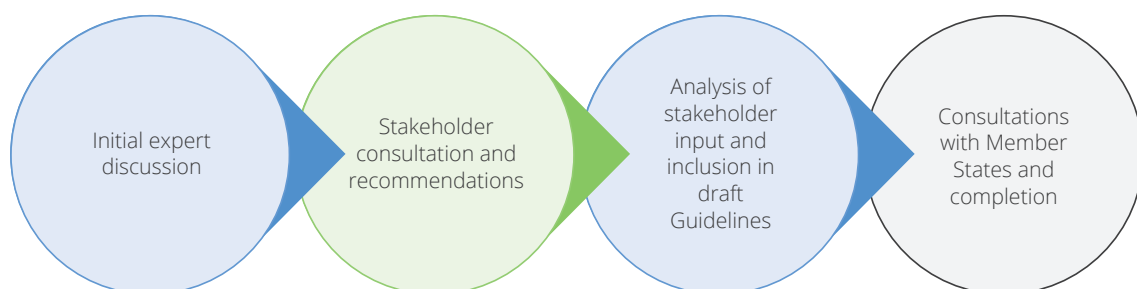 Initial expert
discussion
Stakeholder
consultation and
recommendations
Analysis of
stakeholder
input and
inclusion in
draft
Guidelines
Consultations
with Member
States and
completion